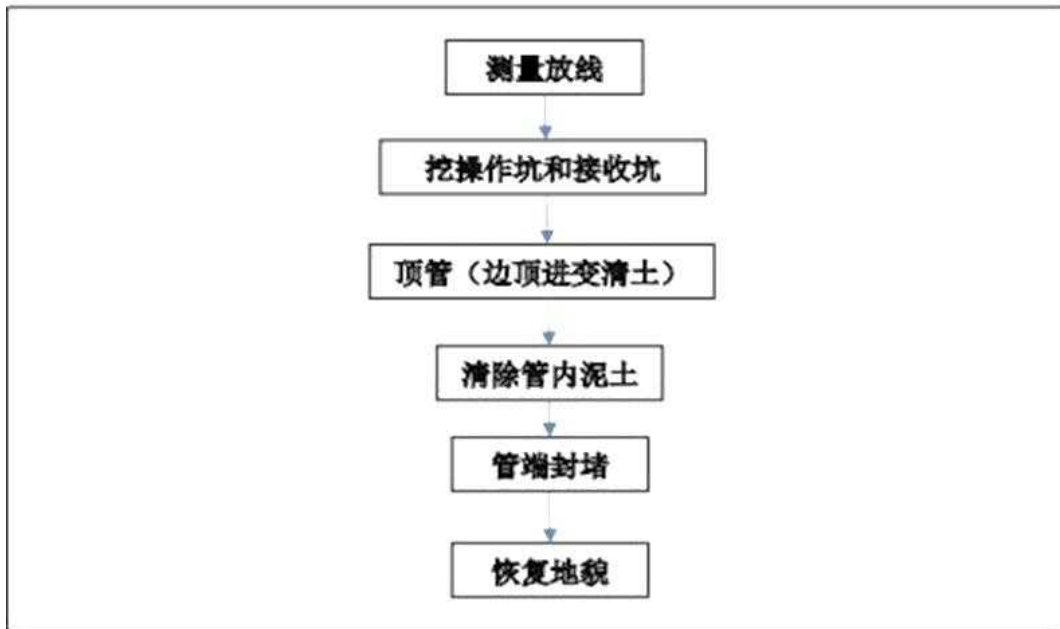 测量放线
挖操作坑和接收坑
顶管（边顶进变清土）
清除管内泥土
管端封堵
恢复地貌